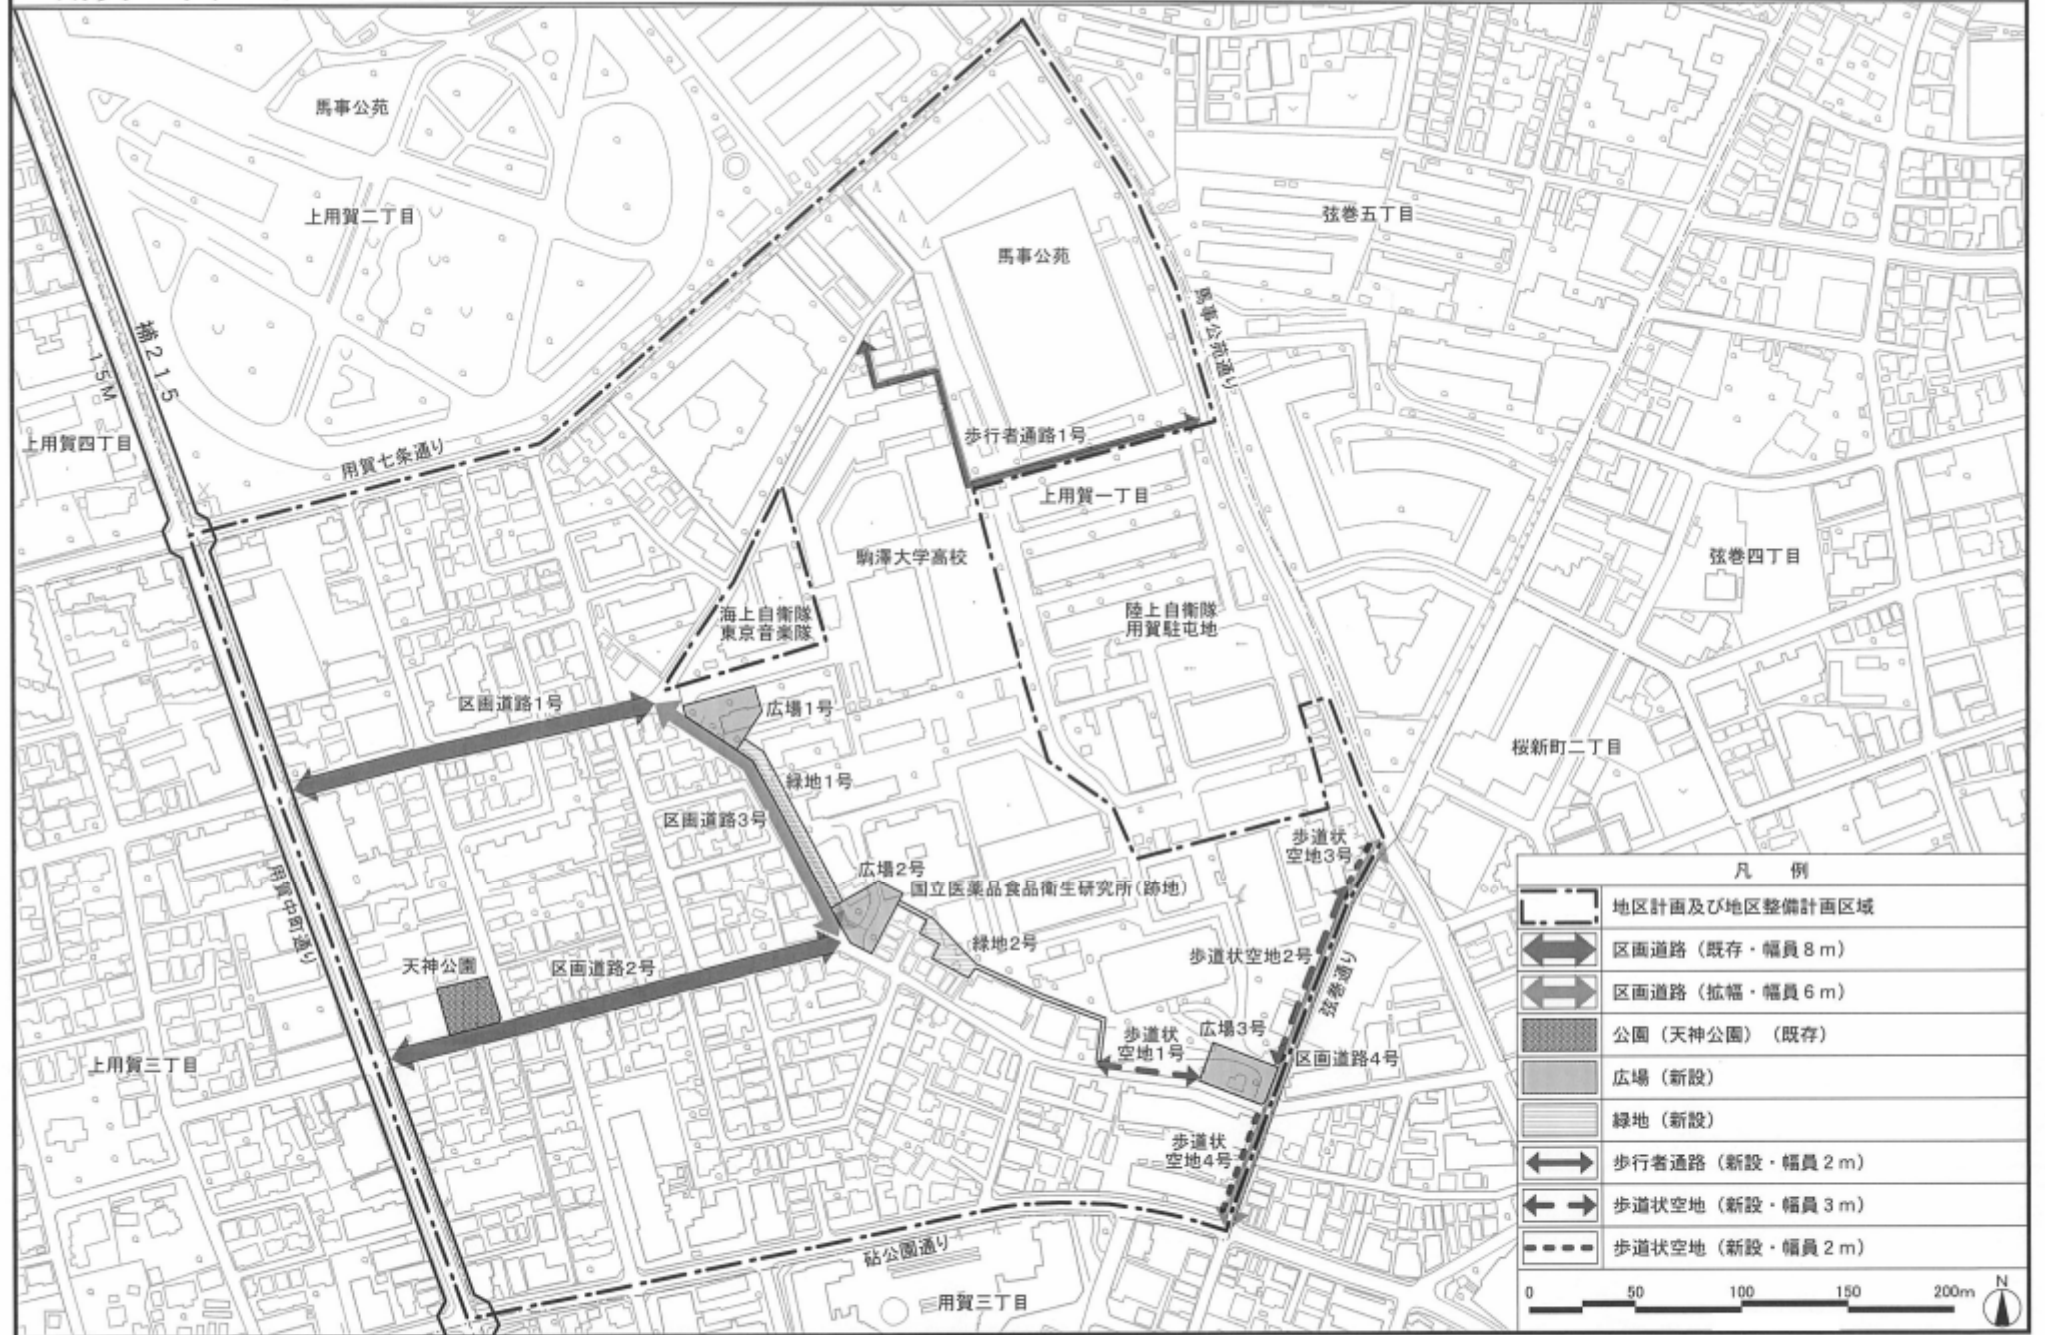 馬事公苑
上用賀二丁目
馬事公苑
弦巻五丁目
馬事公苑通り
補215
15M
上用賀四丁目
用賀七条通り
歩行者通路1号
上用賀一丁目
駒澤大学高校
弦巻四丁目
海上自衛隊
東京音楽隊
陸上自衛隊
用賀駐屯地
区画道路1号
広場1号
桜新町二丁目
緑地1号
区画道路3号
歩道状
空地3号
広場2号
国立医薬品食品衛生研究所(跡地)
用賀中町通り
緑地2号
歩道状空地2号
弦巻通り
天神公園
区画道路2号
歩道状
空地1号
広場3号
区画道路4号
上用賀三丁目
歩道状
空地4号
砧公園通り
用賀三丁目
凡 例
地区計画及び地区整備計画区域
区画道路(既存・幅員8m)
区画道路(拡幅・幅員6m)
公園(天神公園)(既存)
広場(新設)
緑地(新設)
歩行者通路(新設・幅員2m)
歩道状空地(新設・幅員3m)
歩道状空地(新設・幅員2m)
0 50 100 150 200m
N